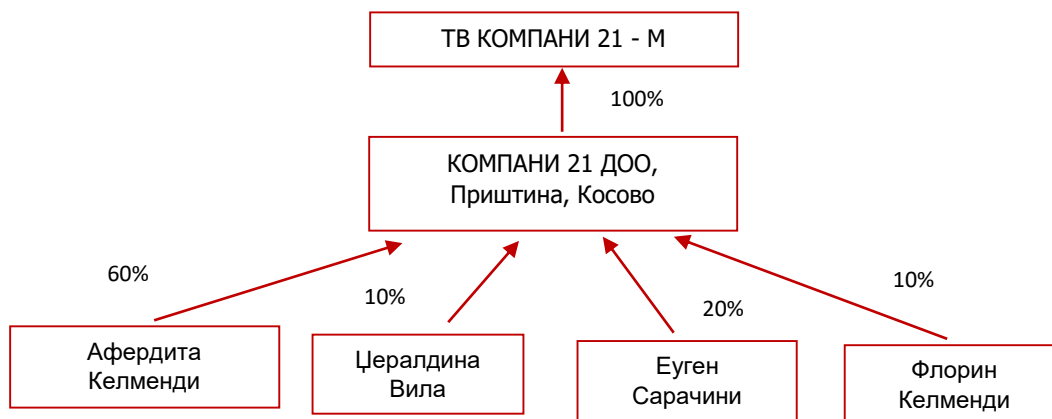 ТВ КОМПАНИ 21 - М
100%
КОМПАНИ 21 ДОО,
Приштина, Косово
60%
10%
20%
10%
Афердита
Келменди
Џералдина
Вила
Еуген
Сарачини
Флорин
Келменди